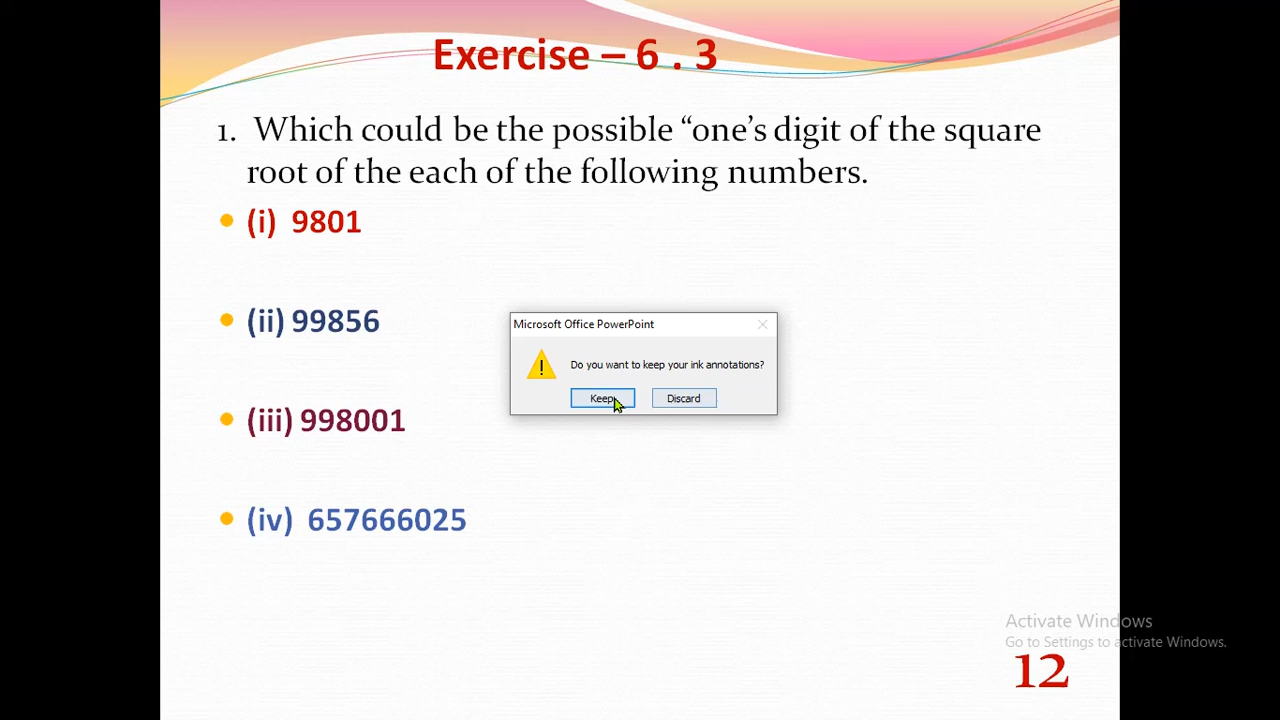 Exercise – 6 . 3
1. Which could be the possible “one’s digit of the square
root of the each of the following numbers.
(i) 9801
(ii) 99856
Microsoft Office PowerPoint
Do you want to keep your ink annotations?
Keep
Discard
(iii) 998001
(iv) 657666025
Activate Windows
Go to Settings to activate Windows.
12